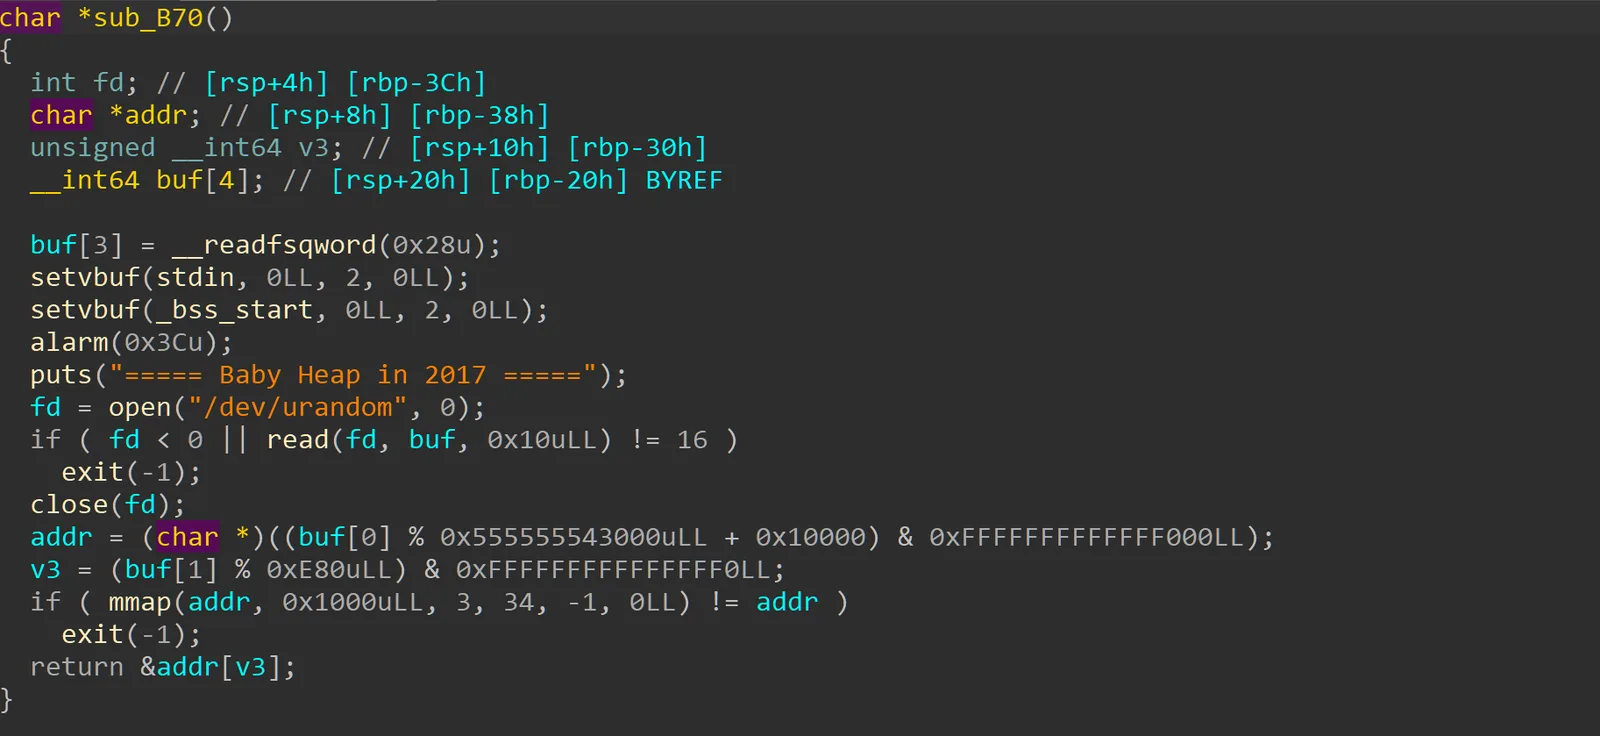 char *sub_B70()
{
  int fd; // [rsp+4h] [rbp-3Ch]
  char *addr; // [rsp+8h] [rbp-38h]
  unsigned __int64 v3; // [rsp+10h] [rbp-30h]
  __int64 buf[4]; // [rsp+20h] [rbp-20h] BYREF

  buf[3] = __readfsqword(0x28u);
  setvbuf(stdin, 0LL, 2, 0LL);
  setvbuf(_bss_start, 0LL, 2, 0LL);
  alarm(0x3Cu);
  puts("===== Baby Heap in 2017 =====");
  fd = open("/dev/urandom", 0);
  if ( fd < 0 || read(fd, buf, 0x10uLL) != 16 )
    exit(-1);
  close(fd);
  addr = (char *)((buf[0] % 0x555555543000uLL + 0x10000) & 0xFFFFFFFFFFFFF000LL);
  v3 = (buf[1] % 0xE80uLL) & 0xFFFFFFFFFFFFFFF0LL;
  if ( mmap(addr, 0x1000uLL, 3, 34, -1, 0LL) != addr )
    exit(-1);
  return &addr[v3];
}